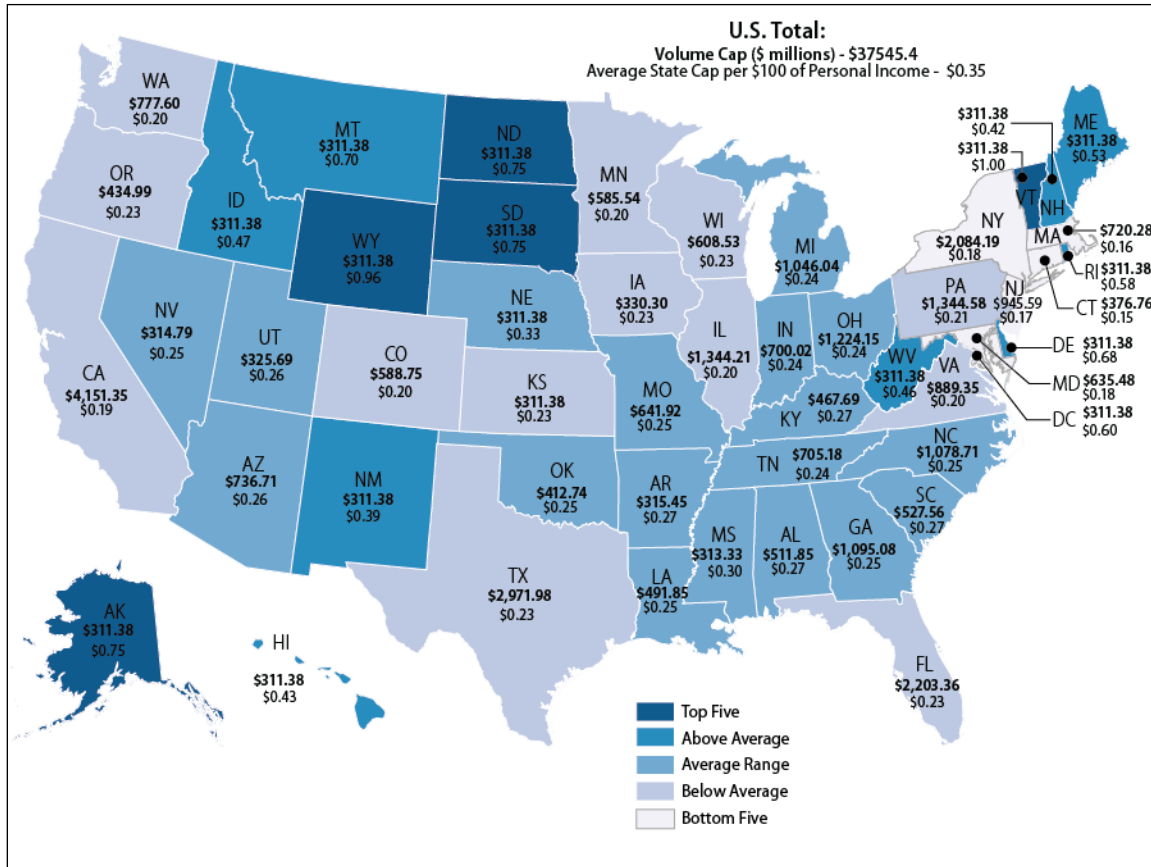 U.S. Total:
Volume Cap ($ millions) - $37545.4
Average State Cap per $100 of Personal Income - $0.35
WA
$777.60
$0.20
OR
$434.99
$0.23
CA
$4,151.35
$0.19
ID
$311.38
$0.47
NV
$314.79
$0.25
MT
$311.38
$0.70
WY
$311.38
$0.96
UT
$325.69
$0.26
AZ
$736.71
$0.26
CO
$588.75
$0.20
NM
$311.38
$0.39
ND
$311.38
$0.75
SD
$311.38
$0.75
NE
$311.38
$0.33
KS
$311.38
$0.23
OK
$412.74
$0.25
TX
$2,971.98
$0.23
MN
$585.54
$0.20
IA
$330.30
$0.23
MO
$641.92
$0.25
AR
$315.45
$0.27
LA
$491.85
$0.25
WI
$608.53
$0.23
IL
$1,344.21
$0.20
MI
$1,046.04
$0.24
IN
$700.02
$0.24
OH
$1,224.15
$0.24
KY
$467.69
$0.27
TN
$705.18
$0.24
MS
$313.33
$0.30
AL
$511.85
$0.27
GA
$1,095.08
$0.25
FL
$2,203.36
$0.23
SC
$527.56
$0.27
NC
$1,078.71
$0.25
VA
$889.35
$0.20
WV
$311.38
$0.46
PA
$1,344.58
$0.21
NY
$2,084.19
$0.18
NJ
$945.59
$0.17
VT
$311.38
$1.00
NH
$311.38
$0.42
ME
$311.38
$0.53
MA
$720.28
$0.16
RI
$311.38
$0.58
CT
$376.76
$0.15
DE
$311.38
$0.68
MD
$635.48
$0.18
DC
$311.38
$0.60
AK
$311.38
$0.75
HI
$311.38
$0.43
Top Five
Above Average
Average Range
Below Average
Bottom Five